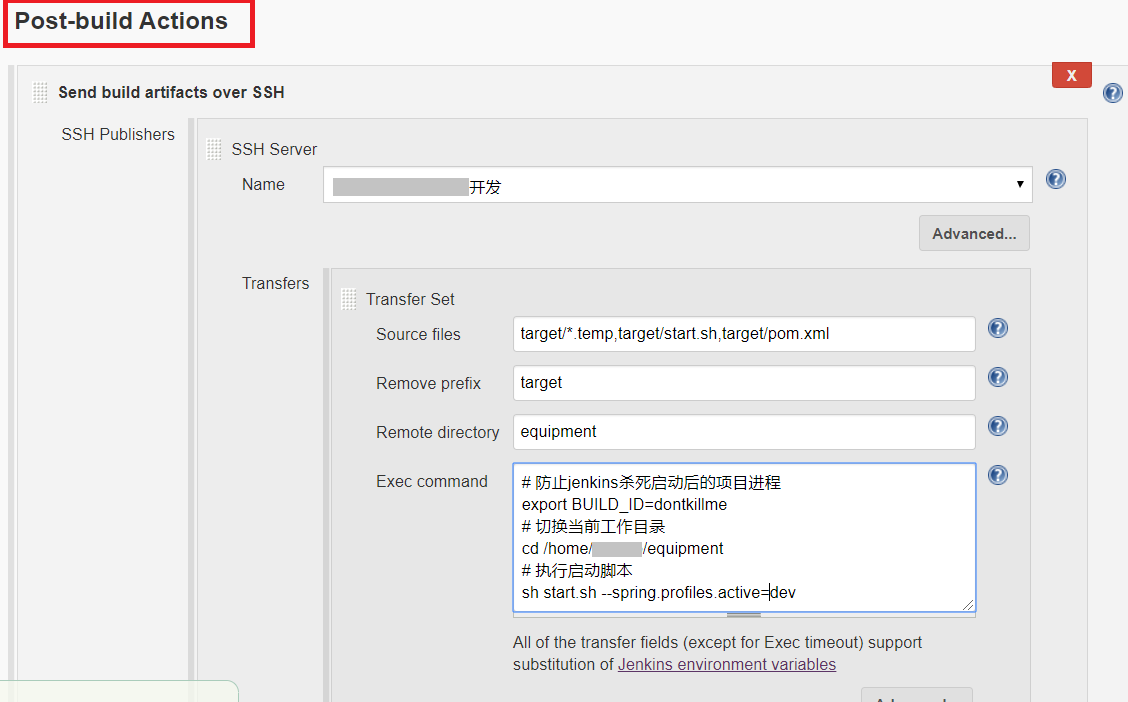 Post-build Actions
X
Send build artifacts over SSH
SSH Publishers
SSH Server
Name
开发
Advanced...
Transfers
Transfer Set
Source files
target/*.temp,target/start.sh,target/pom.xml
Remove prefix
target
Remote directory
equipment
Exec command
# 防止jenkins杀死启动后的项目进程
export BUILD_ID=dontkillme
# 切换当前工作目录
cd /home/ /equipment
# 执行启动脚本
sh start.sh --spring.profiles.active=dev
All of the transfer fields (except for Exec timeout) support
substitution of Jenkins environment variables